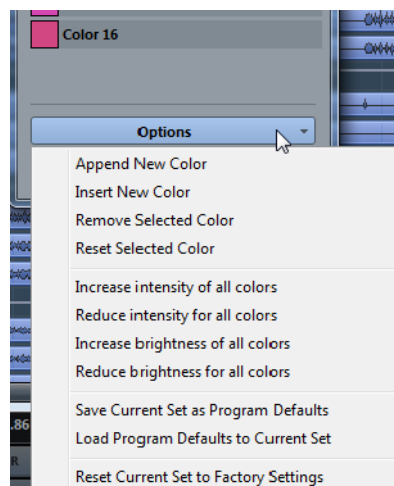 Color 16
Options
Append New Color
Insert New Color
Remove Selected Color
Reset Selected Color
Increase intensity of all colors
Reduce intensity for all colors
Increase brightness of all colors
Reduce brightness for all colors
Save Current Set as Program Defaults
.86
Load Program Defaults to Current Set
R
Reset Current Set to Factory Settings